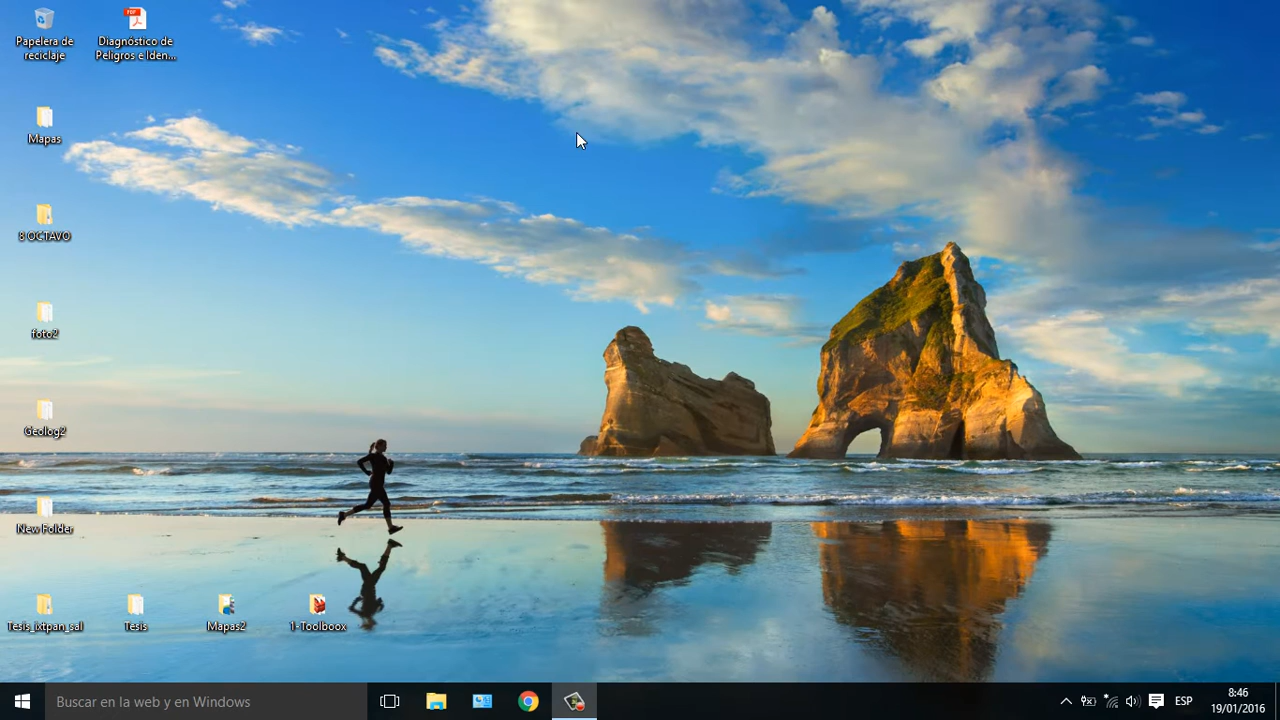 Papelera de
reciclaje
PDF
Diagnóstico de
Peligros e Iden...
Mapas
8 OCTAVO
foto2
Geolog2
New Folder
Tesis_ixtpan_sal
Tesis
Mapas2
1- Toolboox
Buscar en la web y en Windows
ESP
8:46
19/01/2016